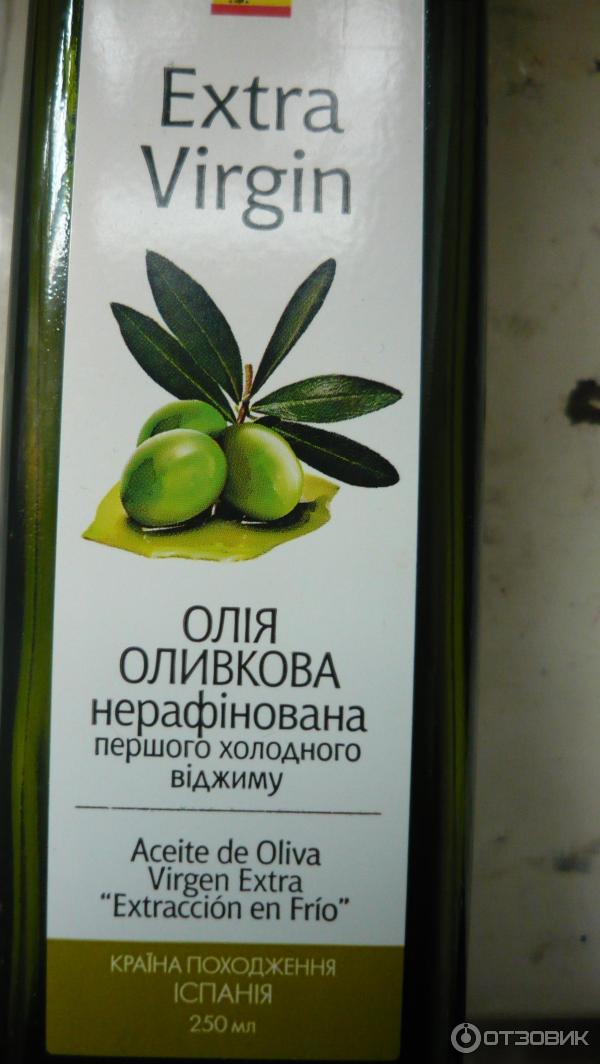 Extra
Virgin
ОЛІЯ
ОЛИВКОВА
нерафінована
першого холодного
віджиму
Aceite de Oliva
Virgen Extra
"Extracción en Frío"
КРАЇНА ПОХОДЖЕННЯ
ІСПАНІЯ
250 мл
ОТЗОВИК